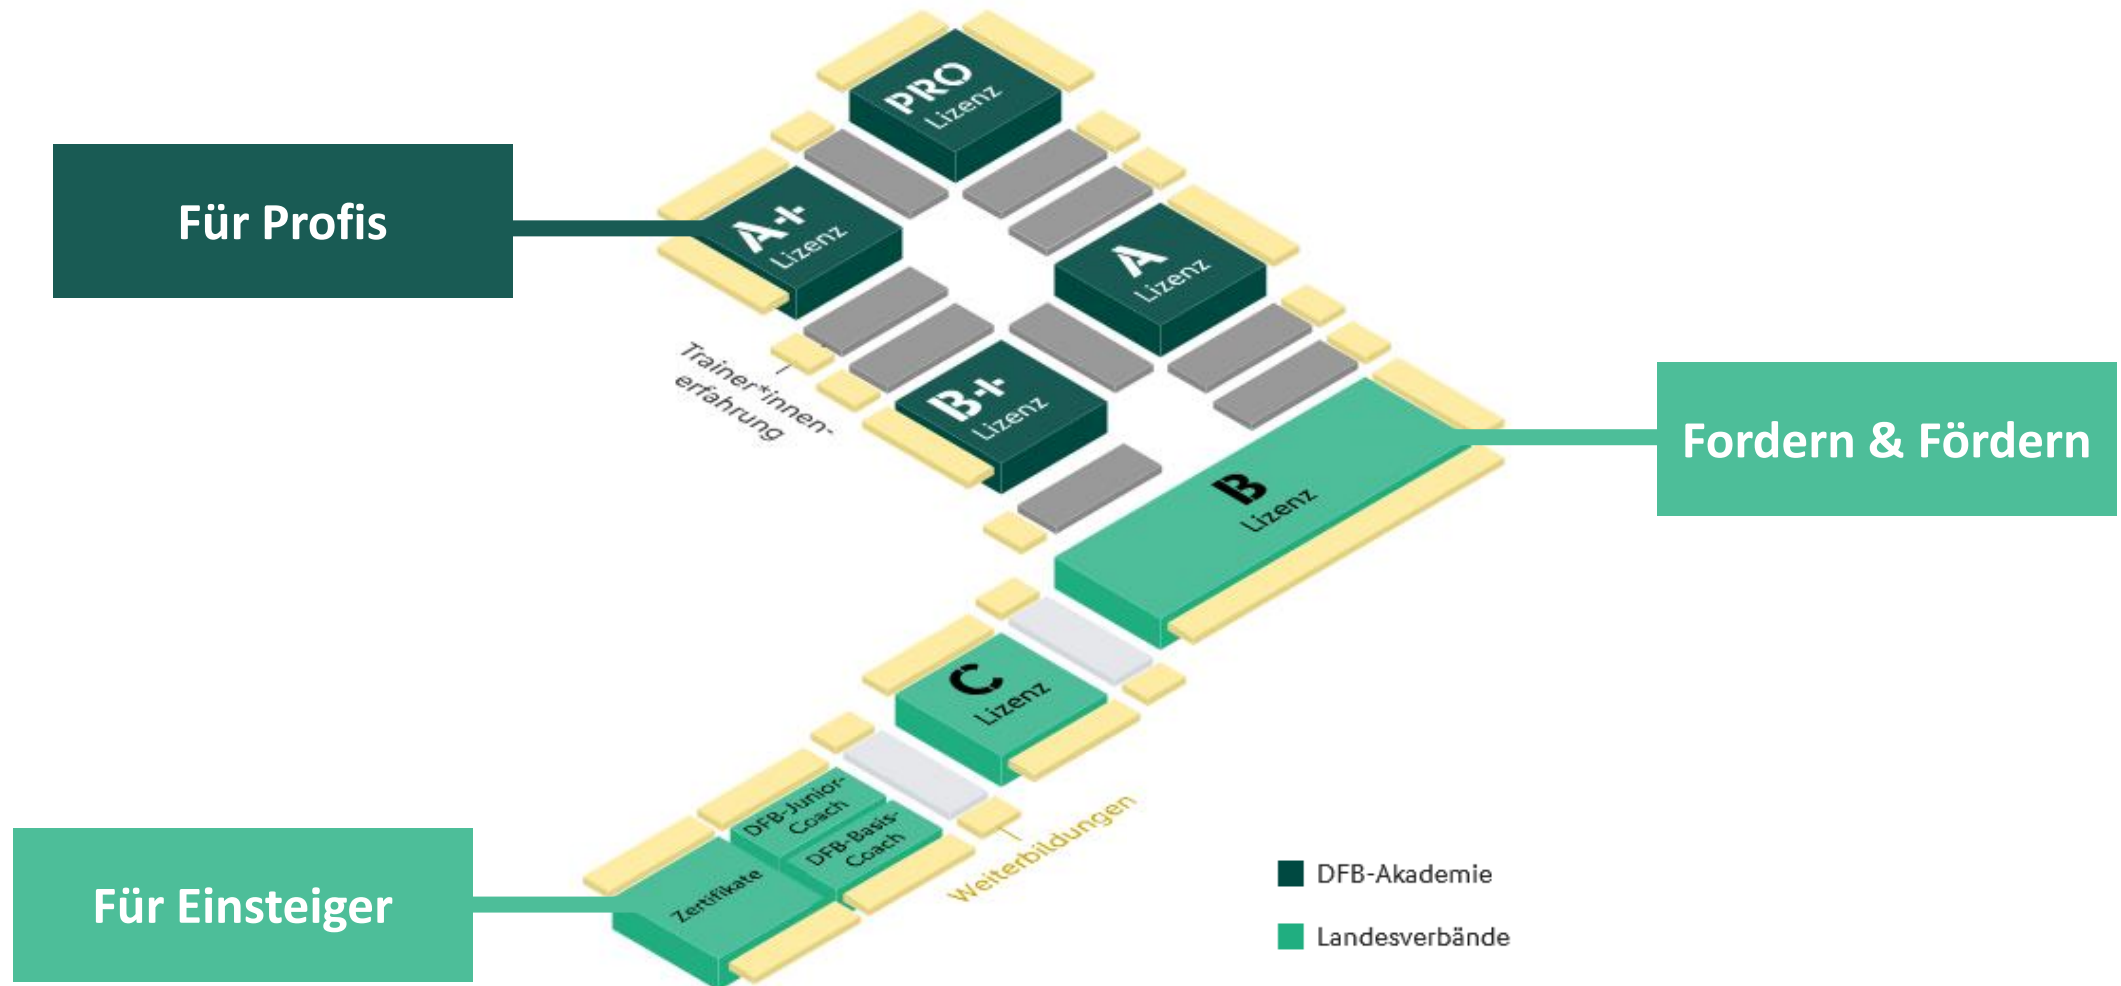 PRO
Lizenz
Für Profis
A+
Lizenz
A
Lizenz
Trainer*innen-
erfahrung
B+
Lizenz
Fordern & Fördern
B
Lizenz
C
Lizenz
DFB-Junior-
Coach
DFB-Basis-
Coach
Zertifikate
Weiterbildungen
Für Einsteiger
DFB-Akademie
Landesverbände